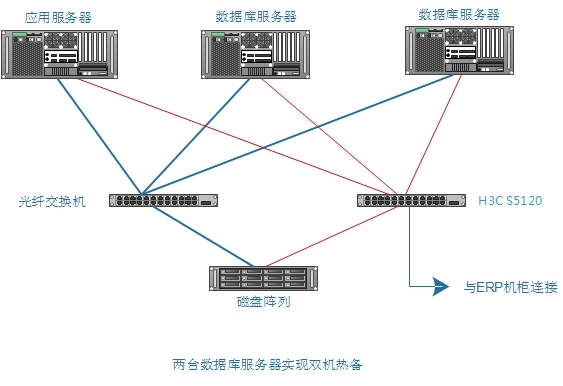 应用服务器
数据库服务器
数据库服务器
光纤交换机
H3C S5120
磁盘阵列
与ERP机柜连接
两台数据库服务器实现双机热备